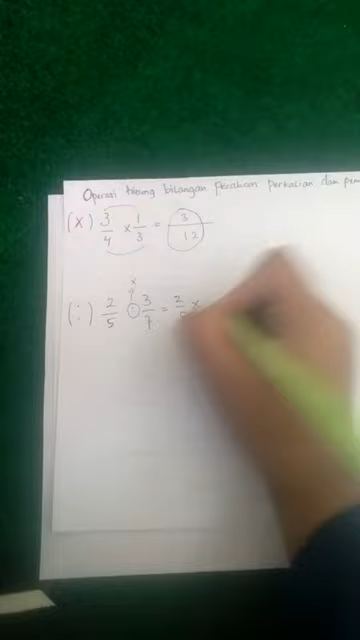 Operasi hitung bilangan pecahan perkalian dan pem
(x) 3/4 x 1/3 = 3/12
x
(:) 2/5 : 3/7 = 2/5 x